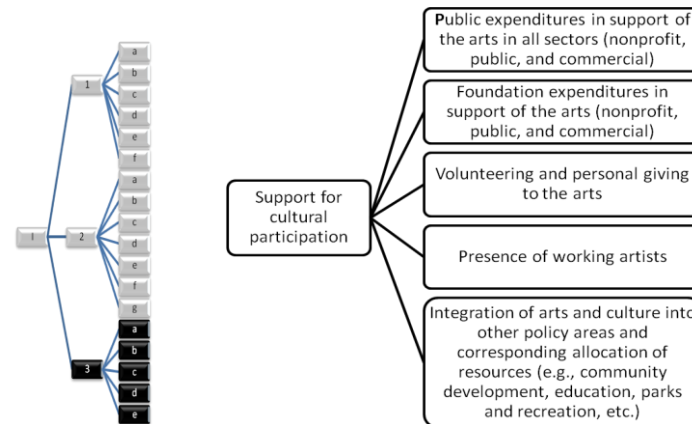 a
b
c
1
d
e
f
a
b
c
I
2
d
e
f
g
a
b
3
c
d
e
Support for
cultural
participation
Public expenditures in support of
the arts in all sectors (nonprofit,
public, and commercial)
Foundation expenditures in
support of the arts (nonprofit,
public, and commercial)
Volunteering and personal giving
to the arts
Presence of working artists
Integration of arts and culture into
other policy areas and
corresponding allocation of
resources (e.g., community
development, education, parks
and recreation, etc.)